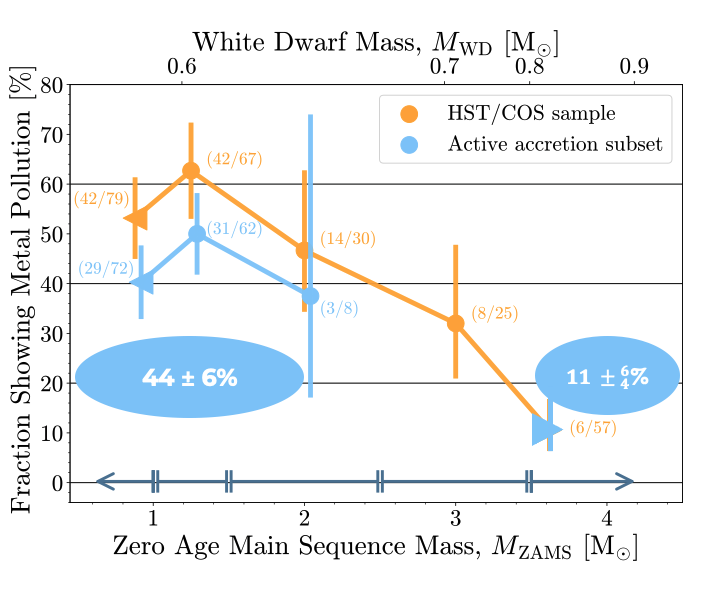 White Dwarf Mass, M_WD [M_⊙]
0.6 0.7 0.8 0.9
Fraction Showing Metal Pollution [%]
80
70
60
50
40
30
20
10
0
HST/COS sample
Active accretion subset
(42/79)
(42/67)
(29/72)
(31/62)
(14/30)
(3/8)
(8/25)
(6/57)
44 ± 6%
11 ± 6/4%
1 2 3 4
Zero Age Main Sequence Mass, M_ZAMS [M_⊙]